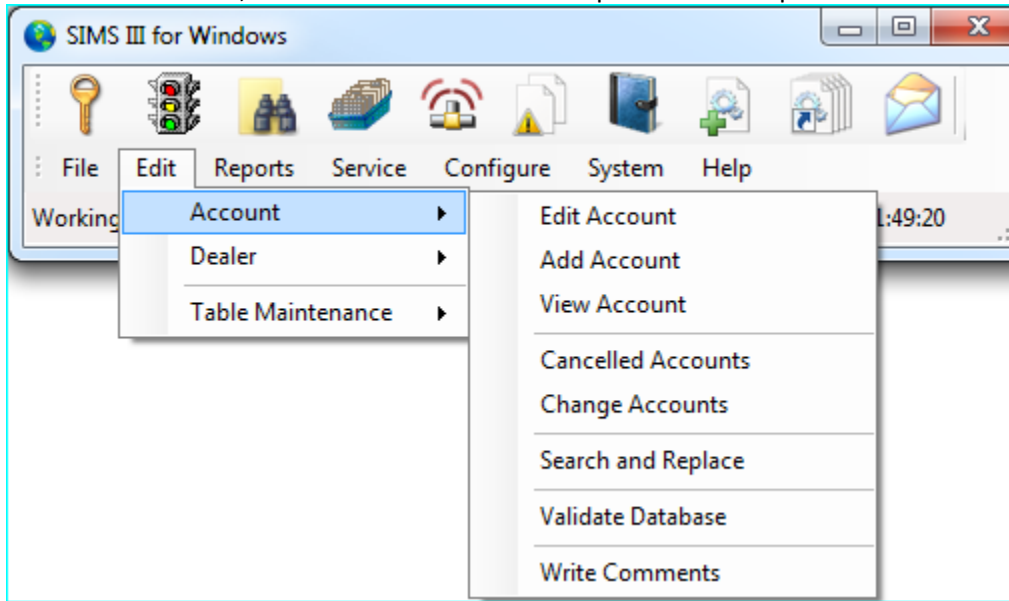 SIMS III for Windows
File Edit Reports Service Configure System Help
Working 1:49:20
Account
Dealer
Table Maintenance
Edit Account
Add Account
View Account
Cancelled Accounts
Change Accounts
Search and Replace
Validate Database
Write Comments